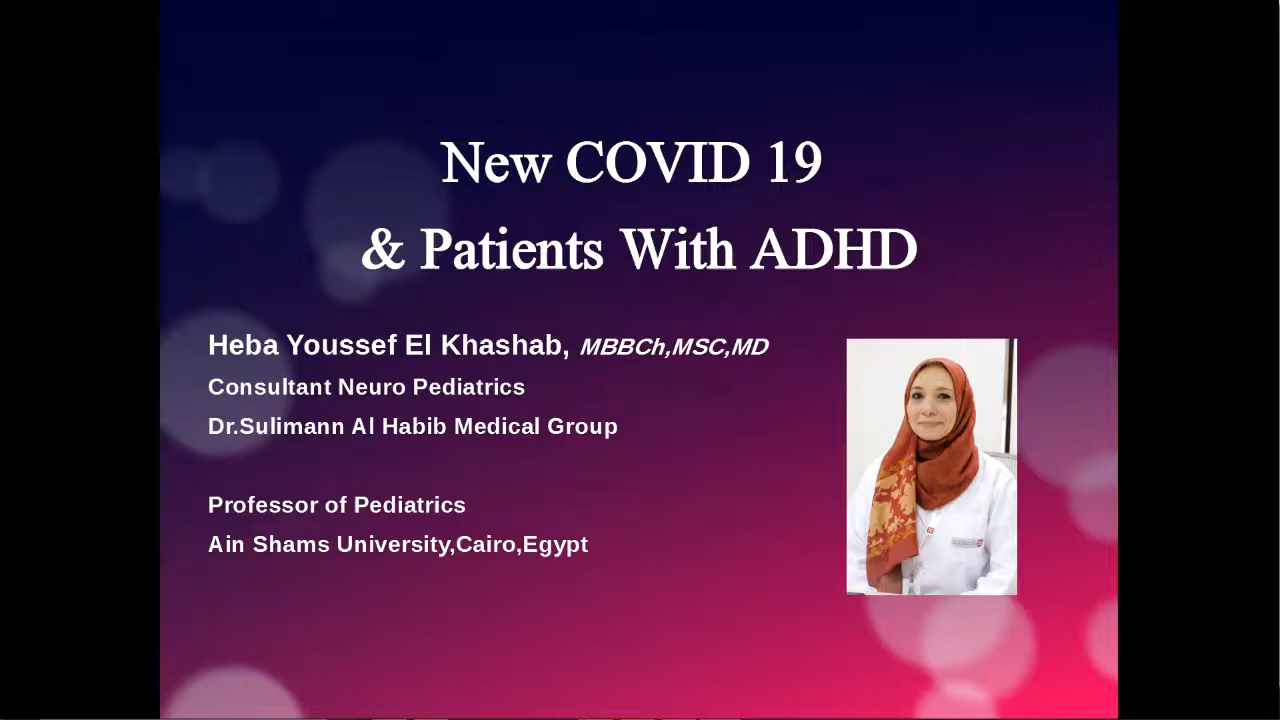 New COVID 19
& Patients With ADHD
Heba Youssef El Khashab, MBBCh,MSC,MD
Consultant Neuro Pediatrics
Dr.Sulimann Al Habib Medical Group
Professor of Pediatrics
Ain Shams University,Cairo,Egypt